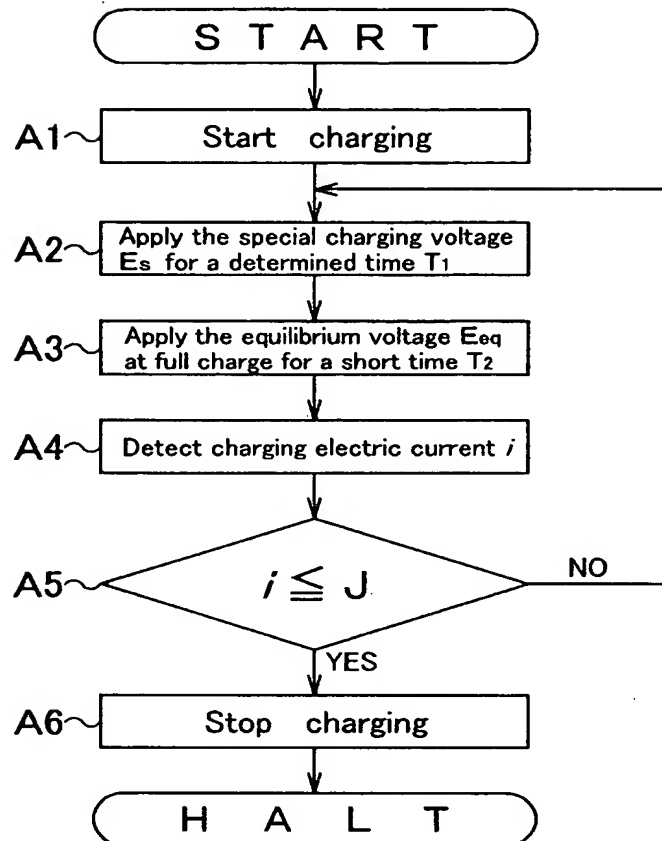 START
A1
Start charging
A2
Apply the special charging voltage
Es for a determined time T1
A3
Apply the equilibrium voltage Eeq
at full charge for a short time T2
A4
Detect charging electric current i
A5
i ≦ J
NO
YES
A6
Stop charging
HALT